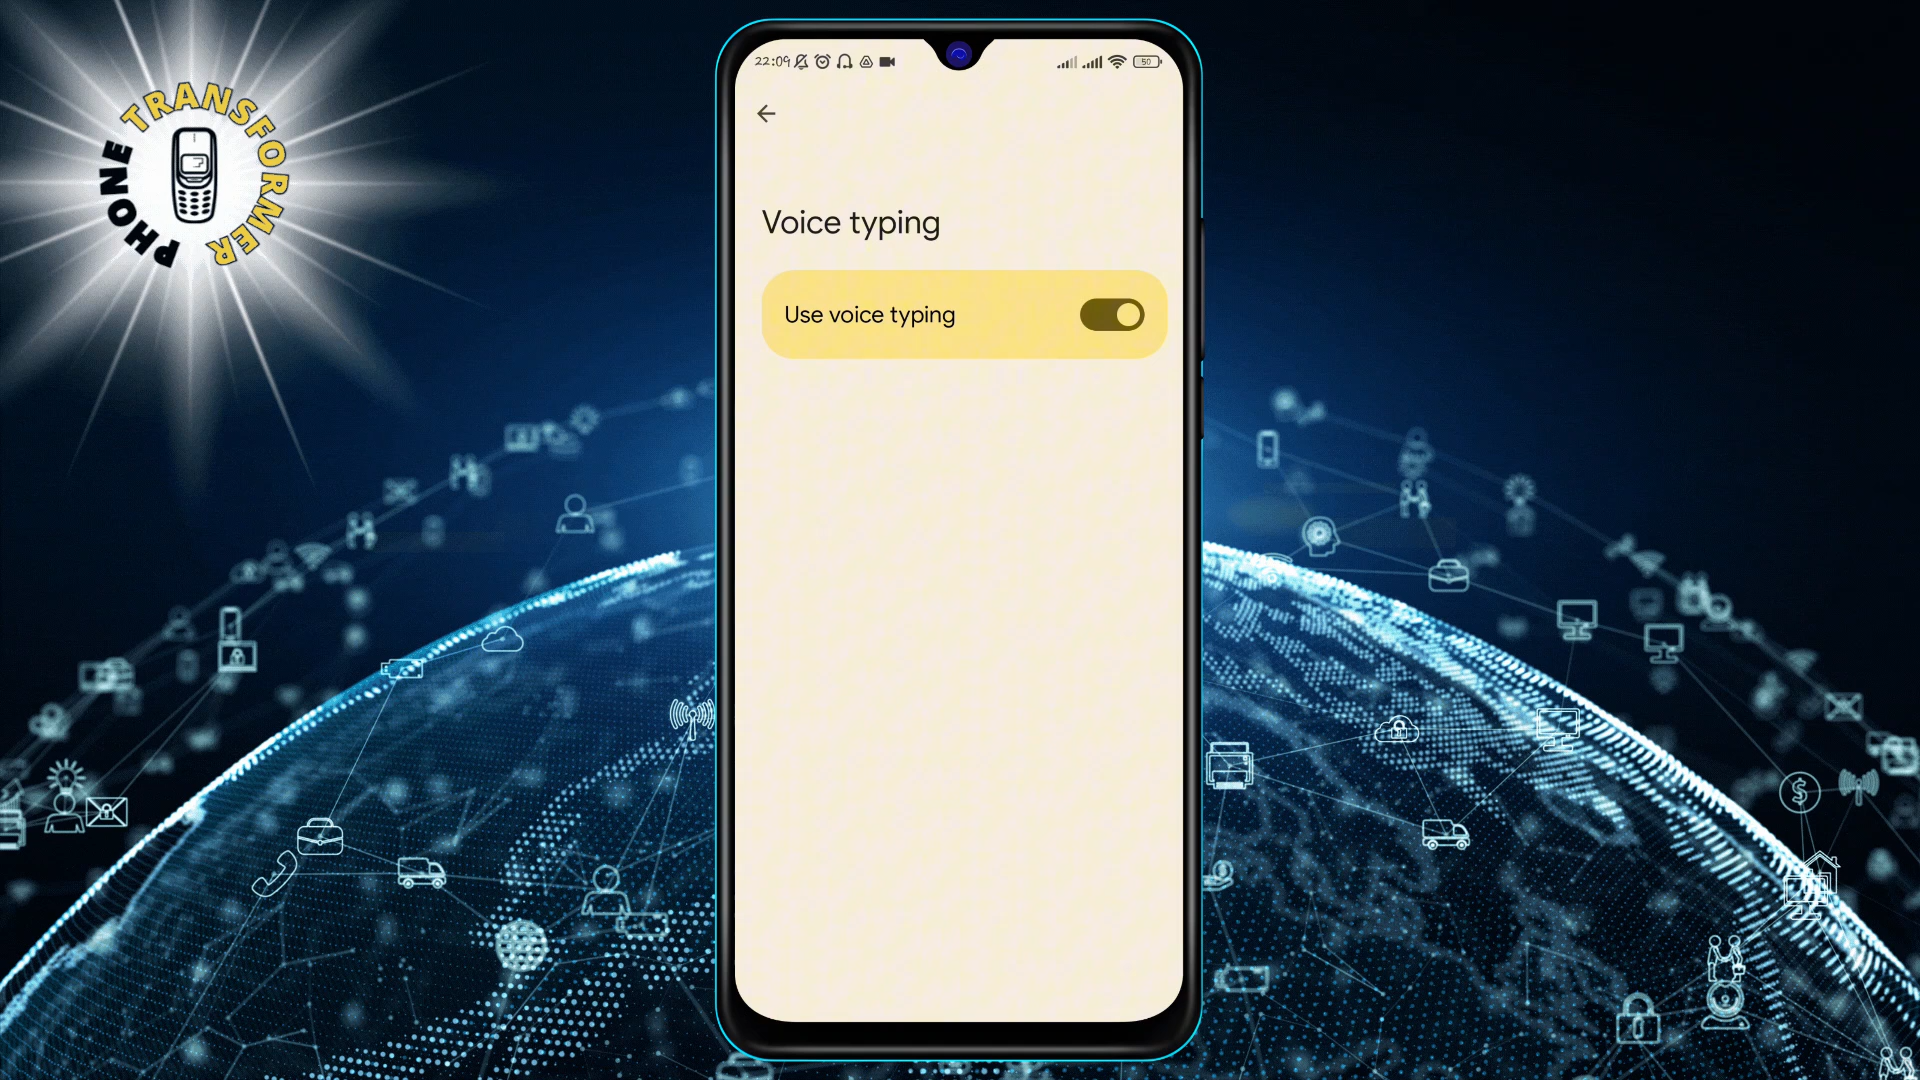 PHONE TRANSFORMER
22:09
50
Voice typing
Use voice typing